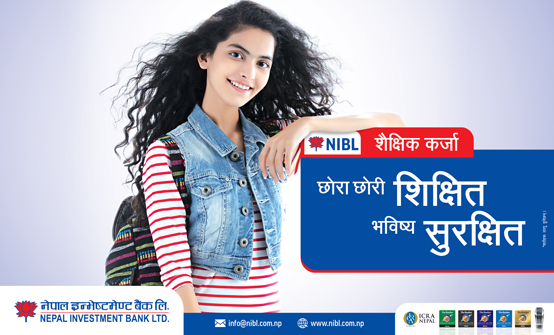 NIBL शैक्षिक कर्जा
छोरा छोरी शिक्षित
भविष्य सुरक्षित
नेपाल इन्भेष्टमेण्ट बैंक लि.
NEPAL INVESTMENT BANK LTD.
info@nibl.com.np
www.nibl.com.np
ICRA
NEPAL